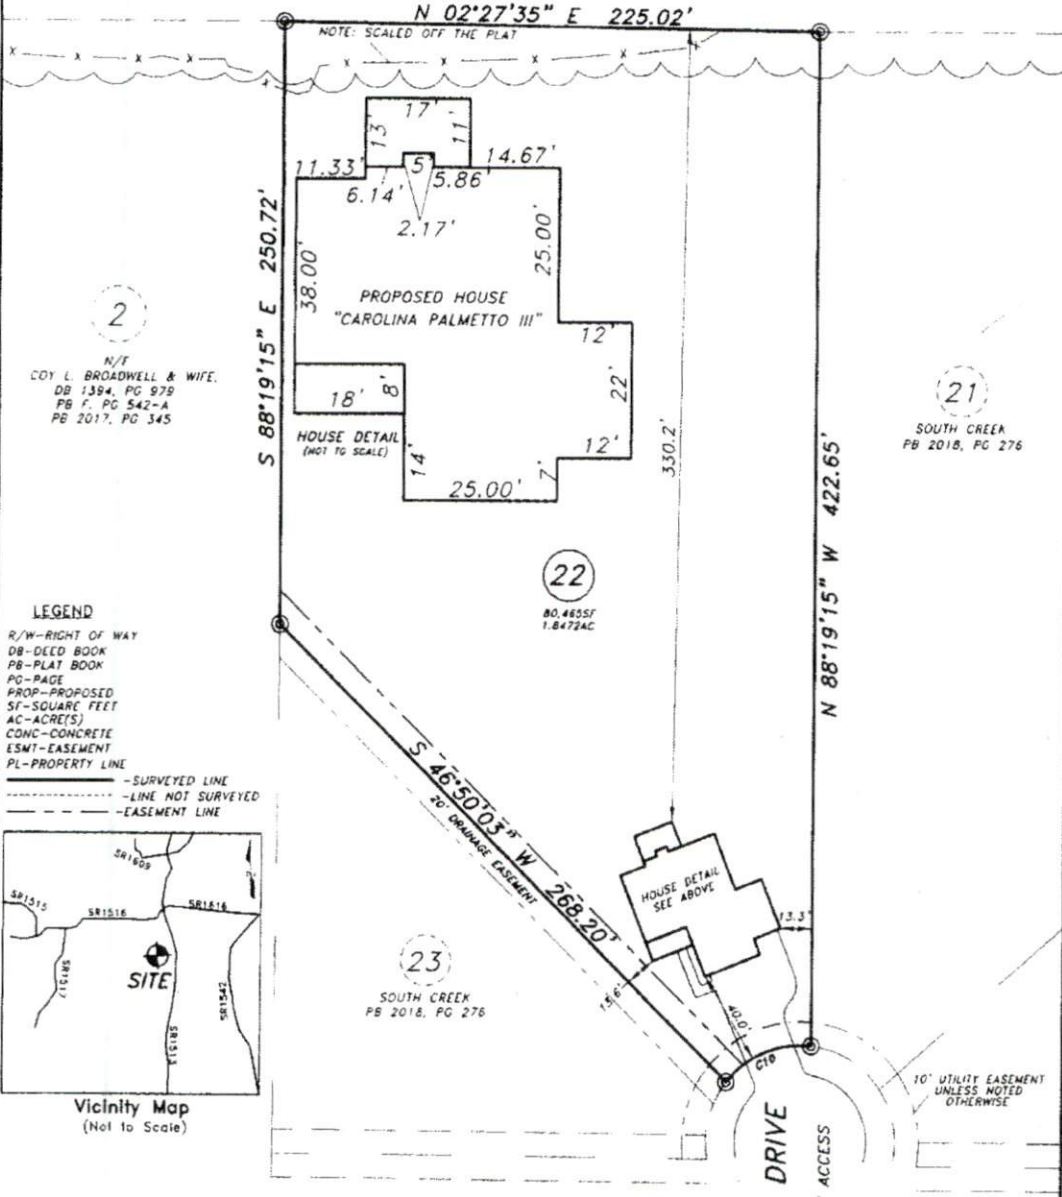 N 02°27'35" E 225.02'
NOTE: SCALED OFF THE PLAT
17'
13'
11'
11.33'
5'
14.67'
6.14'
5.86'
2.17'
38.00'
25.00'
PROPOSED HOUSE
"CAROLINA PALMETTO III"
12'
22'
12'
18'
8'
HOUSE DETAIL
(NOT TO SCALE)
14'
25.00'
7'
S 88°19'15" E 250.72'
330.2'
N 88°19'15" W 422.65'
2
N/F
COY L. BROADWELL & WIFE,
DB 1394, PG 979
PB F, PG 542-A
PB 2017, PG 345
21
SOUTH CREEK
PB 2018, PG 276
22
80,465SF
1.8472AC
LEGEND
R/W-RIGHT OF WAY
DB-DEED BOOK
PB-PLAT BOOK
PG-PAGE
PROP-PROPOSED
SF-SQUARE FEET
AC-ACRE(S)
CONC-CONCRETE
ESMT-EASEMENT
PL-PROPERTY LINE
-SURVEYED LINE
-LINE NOT SURVEYED
-EASEMENT LINE
S 46°50'03" W 268.20'
20' DRAINAGE EASEMENT
HOUSE DETAIL
SEE ABOVE
13.3'
15.6'
40.0'
C10
23
SOUTH CREEK
PB 2018, PG 276
SR1609
SR1515
SR1516
SR1616
SR1517
SITE
SR1542
SR1513
Vicinity Map
(Not to Scale)
10' UTILITY EASEMENT
UNLESS NOTED
OTHERWISE
DRIVE
ACCESS